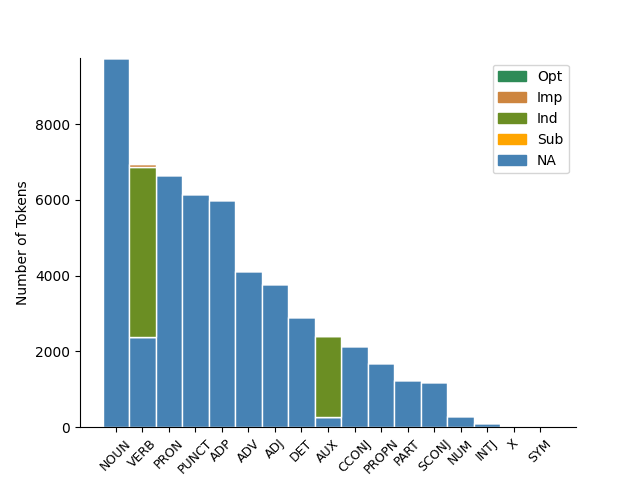 Opt
Imp
Ind
Sub
NA
Number of Tokens
8000
6000
4000
2000
0
NOUN
VERB
PRON
PUNCT
ADP
ADV
ADJ
DET
AUX
CCONJ
PROPN
PART
SCONJ
NUM
INTJ
X
SYM